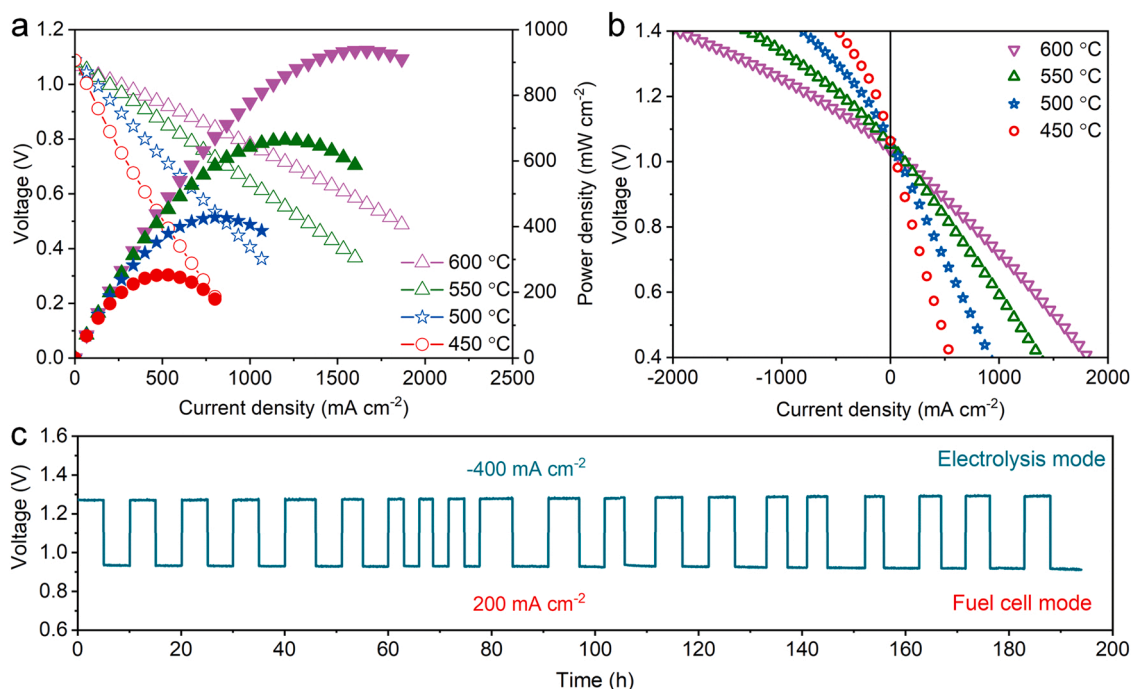 a
1.2
1.0
0.8
0.6
0.4
0.2
0.0
Voltage (V)
1000
800
600
400
200
0
Power density (mW cm-2)
600 °C
550 °C
500 °C
450 °C
0 500 1000 1500 2000 2500
Current density (mA cm-2)
b
1.4
1.2
1.0
0.8
0.6
0.4
Voltage (V)
600 °C
550 °C
500 °C
450 °C
-2000 -1000 0 1000 2000
Current density (mA cm-2)
c
1.6
1.4
1.2
1.0
0.8
0.6
Voltage (V)
-400 mA cm-2
Electrolysis mode
200 mA cm-2
Fuel cell mode
0 20 40 60 80 100 120 140 160 180 200
Time (h)